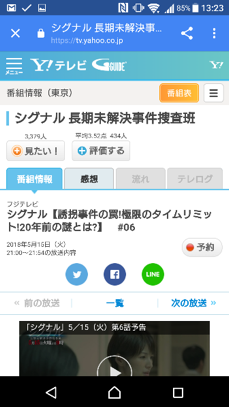 85% 13:23
シグナル 長期未解決事...
https://tv.yahoo.co.jp
メニュー
Y!テレビ GGUIDE Y!
番組情報（東京）
番組表
シグナル 長期未解決事件捜査班
3,379人
平均3.52点 434人
見たい！
評価する
番組情報
感想
流れ
テレログ
フジテレビ
シグナル【誘拐事件の罠!極限のタイムリミッ
ト!20年前の謎とは?】 #06
2018年5月15日（火）
21:00～21:54の放送内容
予約
LINE
前の放送
一覧
次の放送
「シグナル」5／15（火）第6話予告